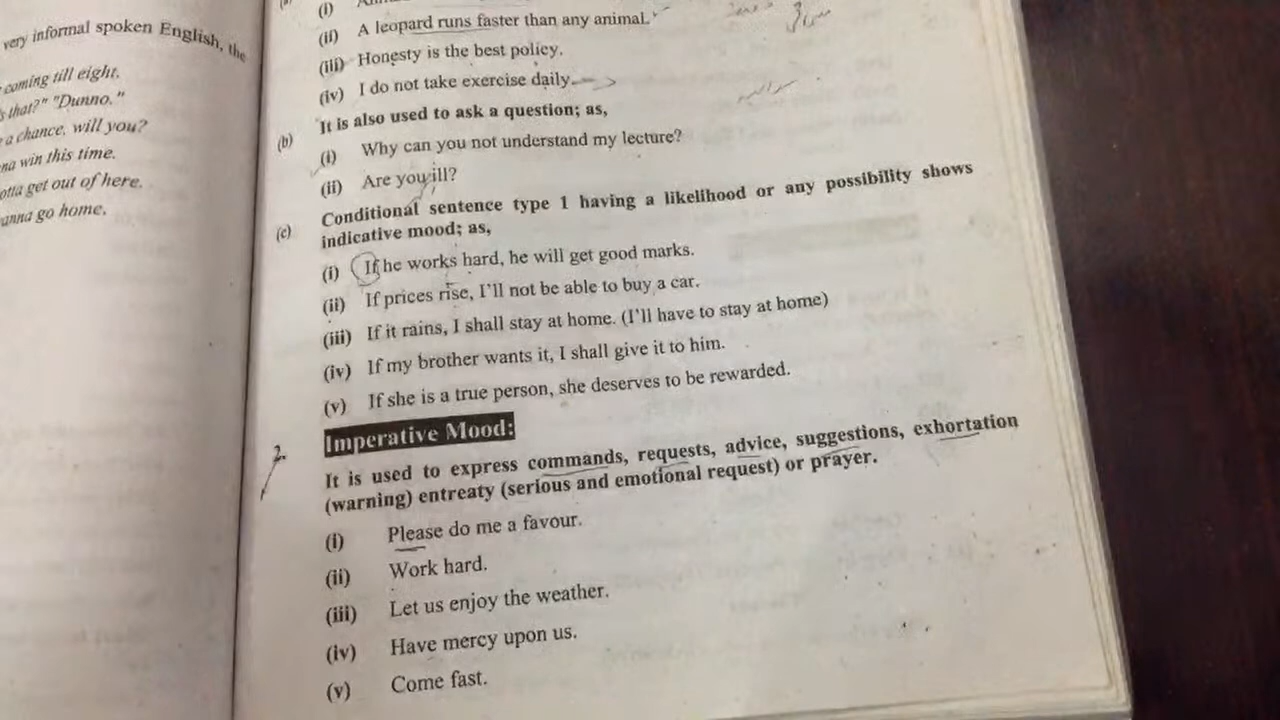 very informal spoken English, the
coming till eight.
that?" "Dunno."
a chance, will you?
na win this time.
otta get out of here.
anna go home.
(i)
(ii) A leopard runs faster than any animal.
(iii) Honesty is the best policy.
(iv) I do not take exercise daily.
(b) It is also used to ask a question; as,
(i) Why can you not understand my lecture?
(ii) Are you ill?
(c) Conditional sentence type 1 having a likelihood or any possibility shows
indicative mood; as,
(i) If he works hard, he will get good marks.
(ii) If prices rise, I'll not be able to buy a car.
(iii) If it rains, I shall stay at home. (I'll have to stay at home)
(iv) If my brother wants it, I shall give it to him.
(v) If she is a true person, she deserves to be rewarded.
2. Imperative Mood:
It is used to express commands, requests, advice, suggestions, exhortation
(warning) entreaty (serious and emotional request) or prayer.
(i) Please do me a favour.
(ii) Work hard.
(iii) Let us enjoy the weather.
(iv) Have mercy upon us.
(v) Come fast.